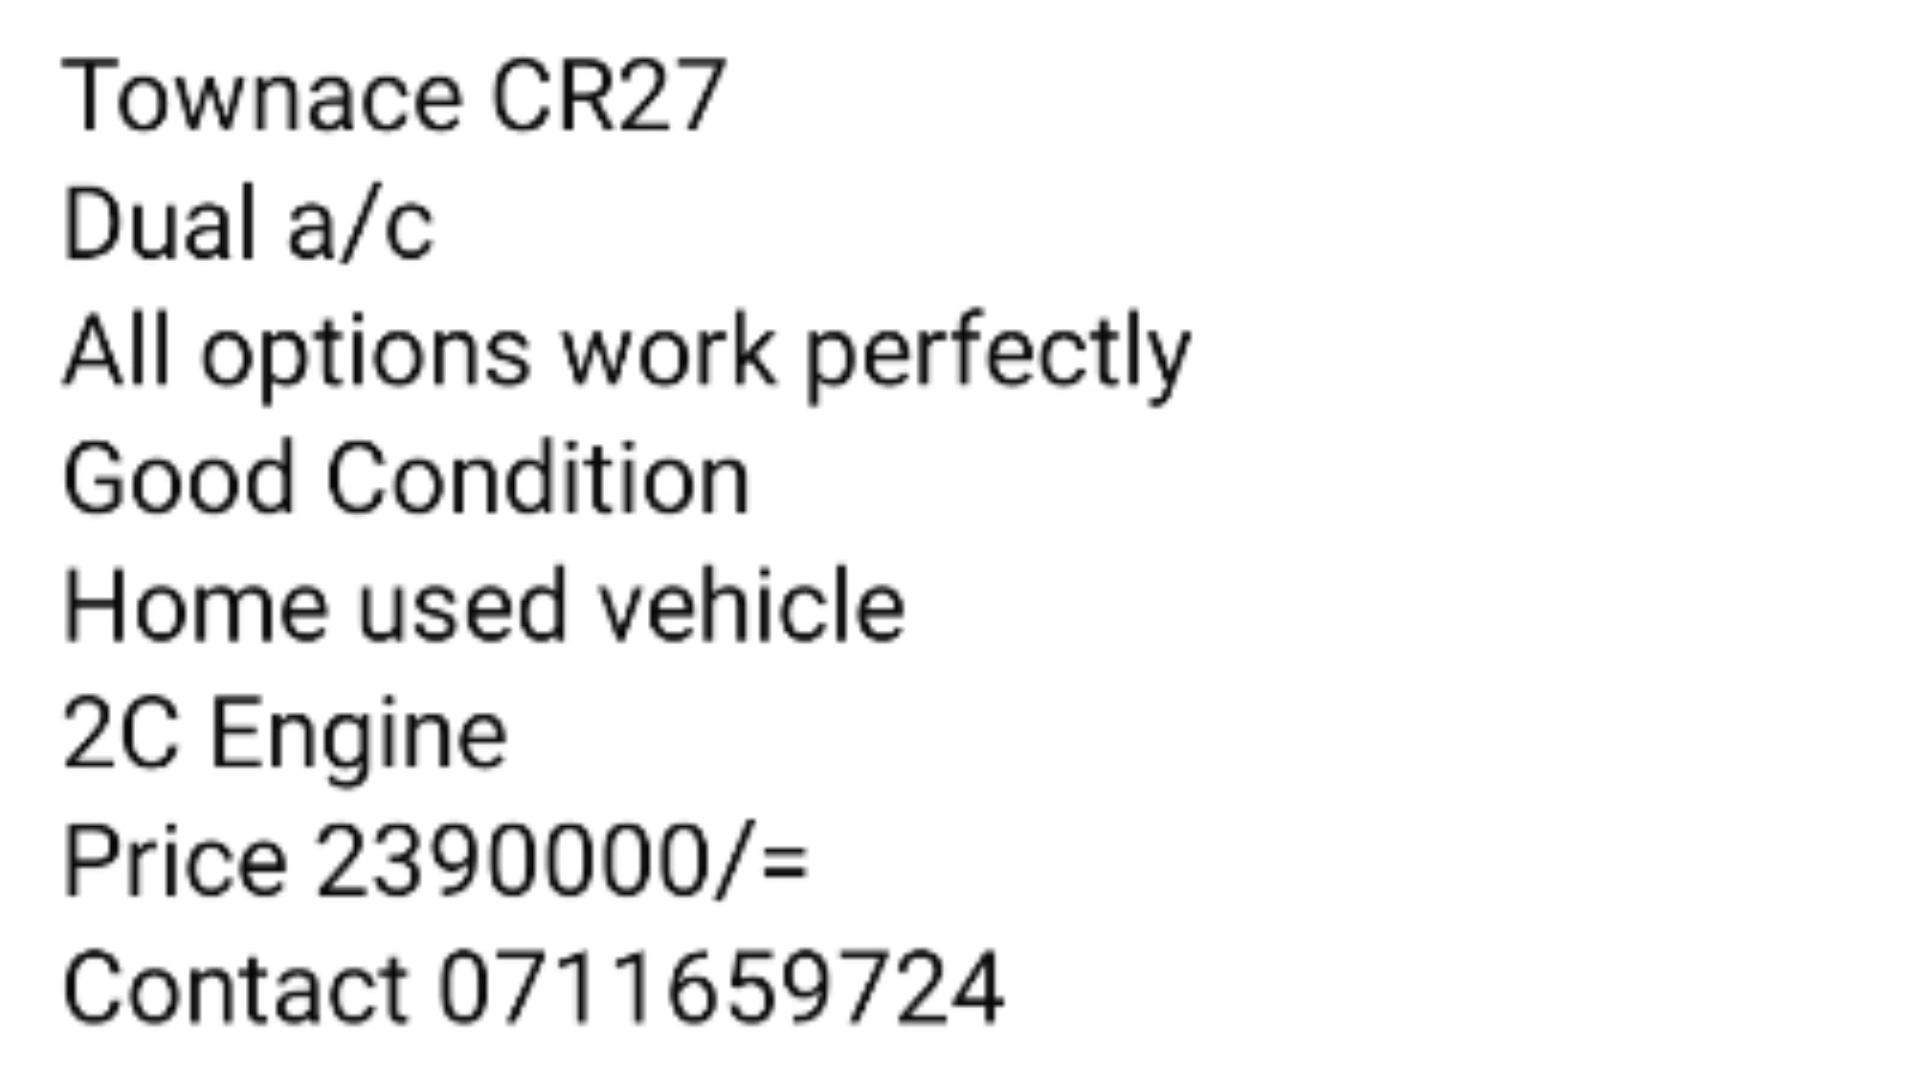 Townace CR27
Dual a/c
All options work perfectly
Good Condition
Home used vehicle
2C Engine
Price 2390000/=
Contact 0711659724